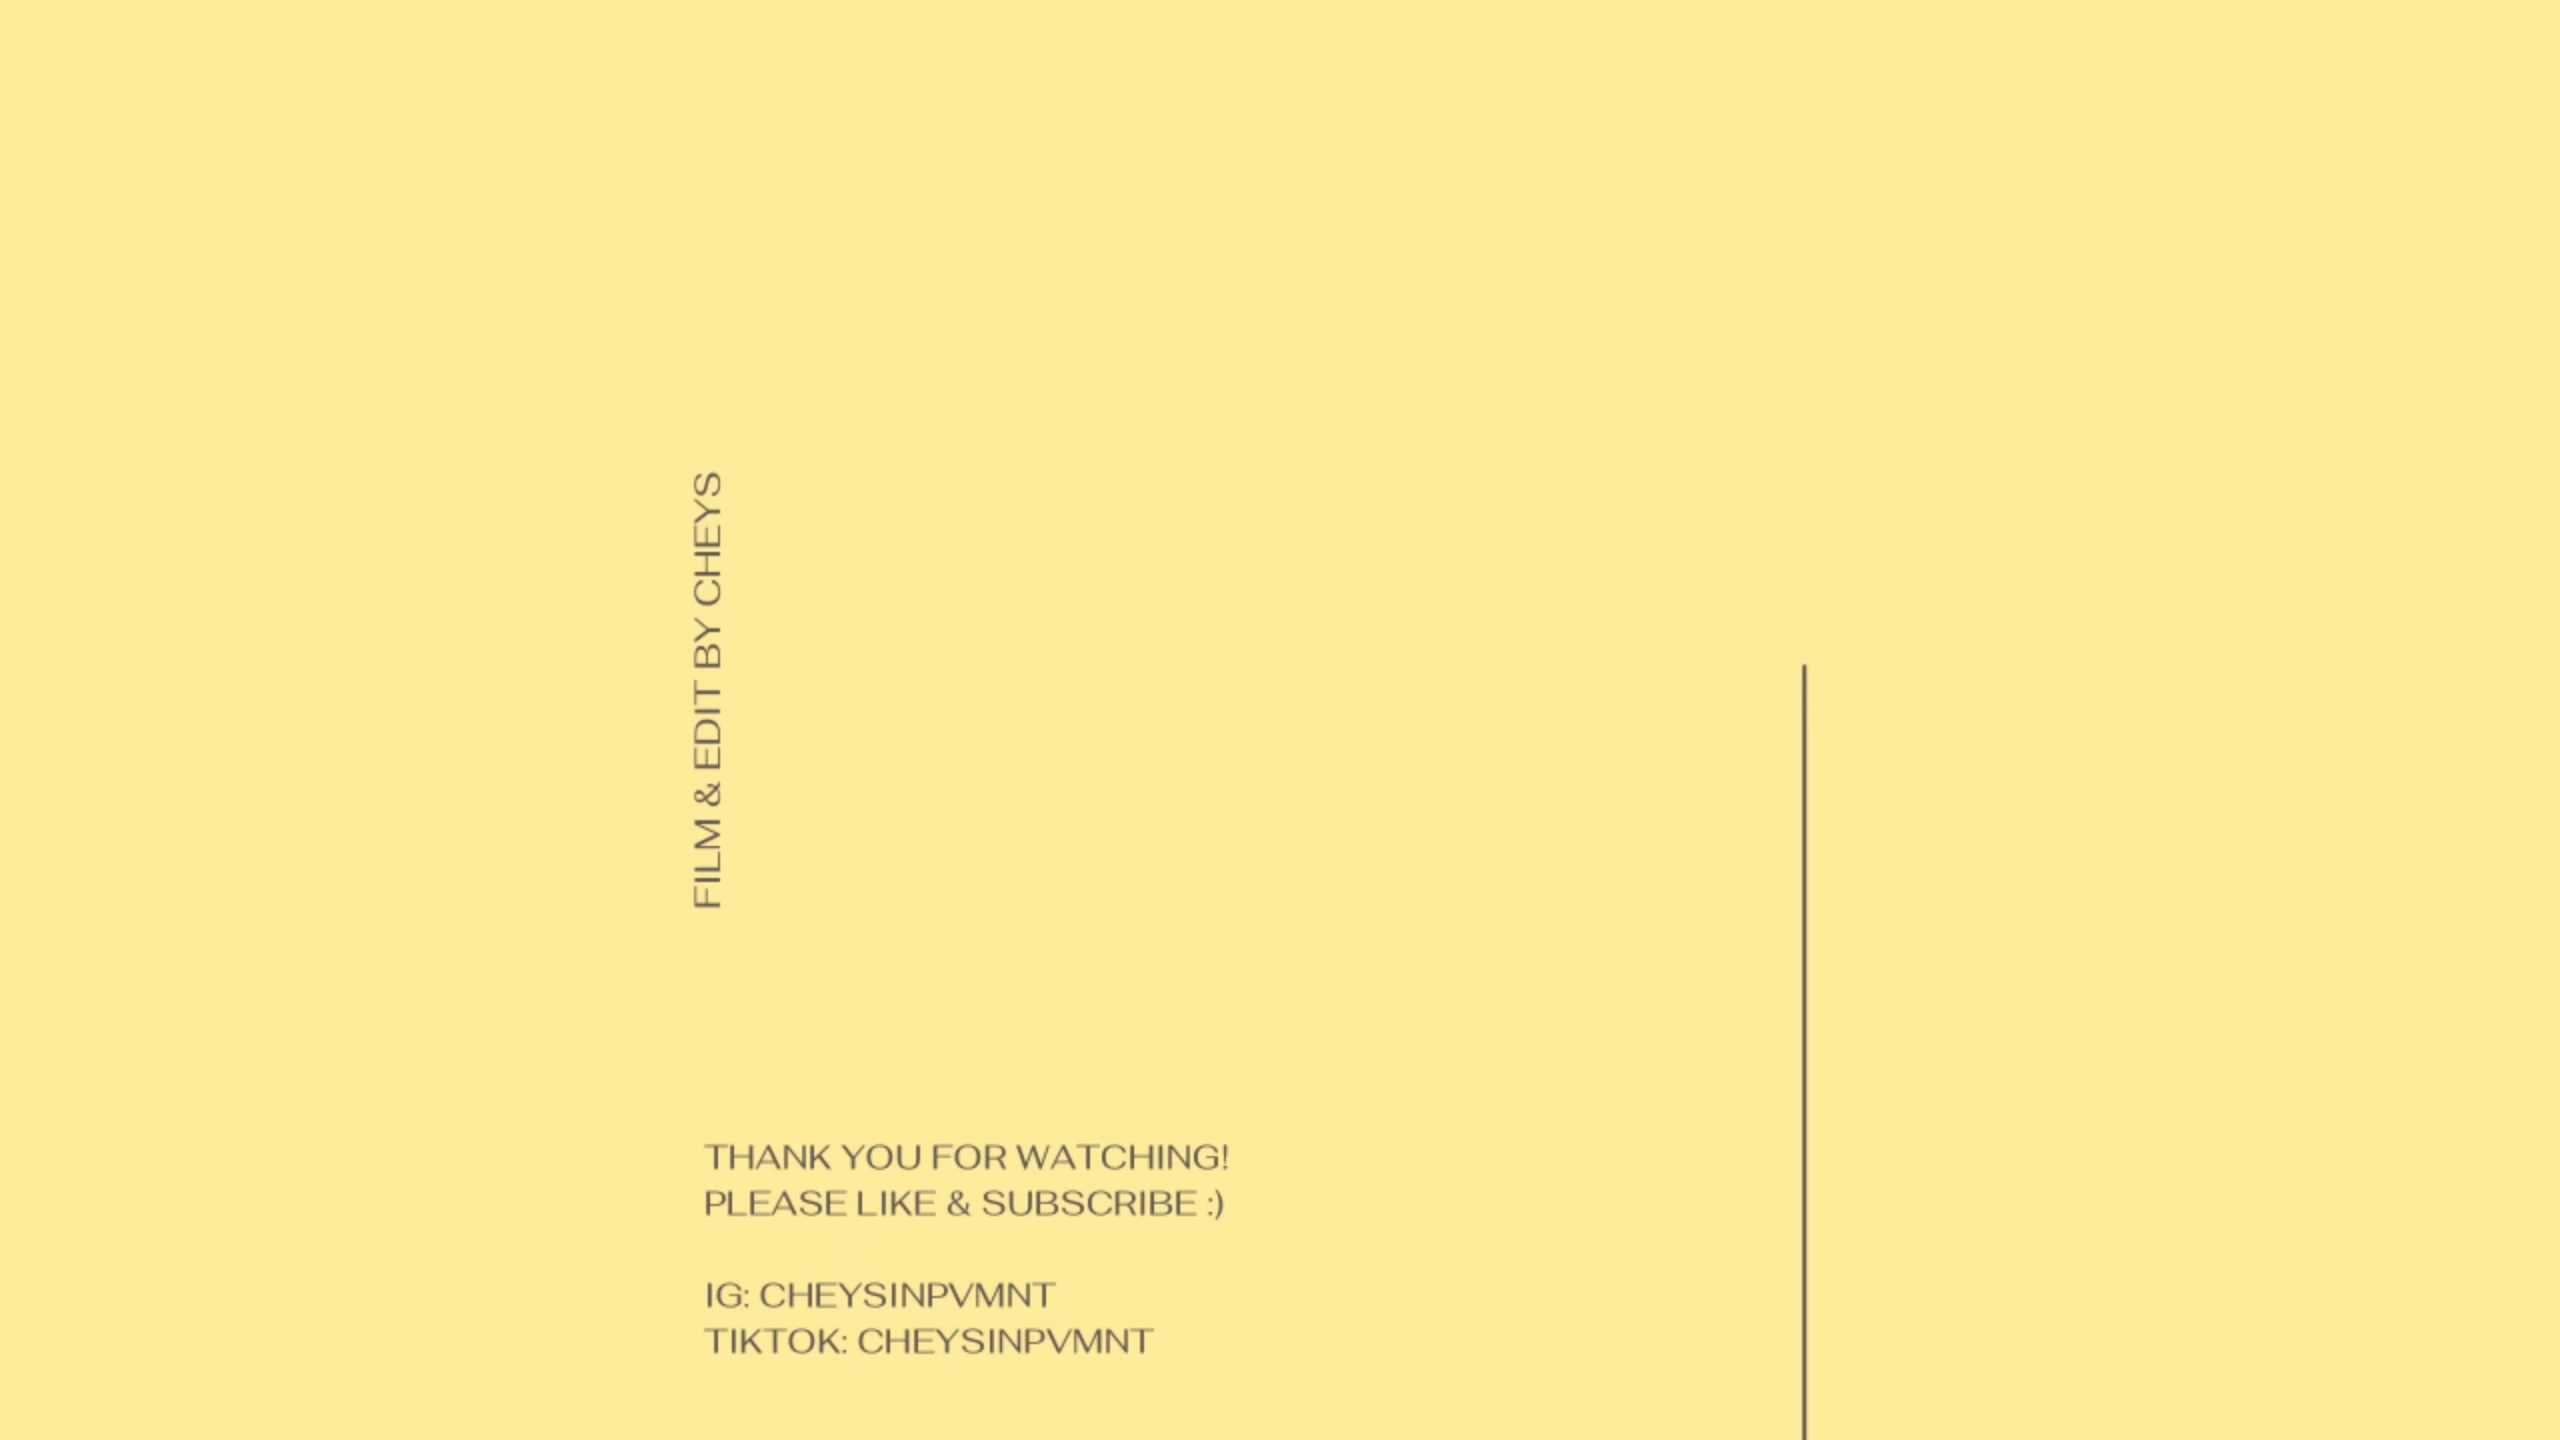 FILM & EDIT BY CHEYS
THANK YOU FOR WATCHING!
PLEASE LIKE & SUBSCRIBE :)
IG: CHEYSINPVMNT
TIKTOK: CHEYSINPVMNT